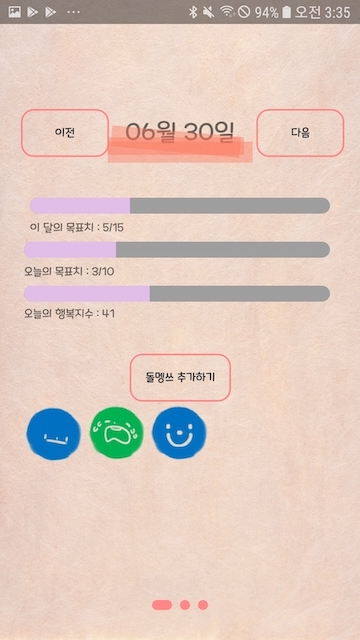 94% 오전 3:35
이전
06월 30일
다음
이 달의 목표치 : 5/15
오늘의 목표치 : 3/10
오늘의 행복지수 : 41
돌멩쓰 추가하기